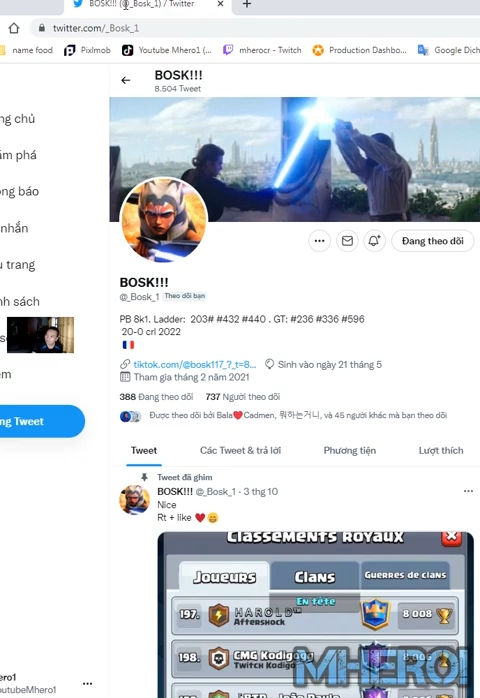 BOSK!!! (@_Bosk_1) / Twitter
twitter.com/_Bosk_1
name food
Pixlmob
Youtube Mhero1 (
mherocr - Twitch
Production Dashbo...
Google Dịch
BOSK!!!
8.504 Tweet
ng chủ
ám phá
ông báo
nhắn
u trang
nh sách
êm
ng Tweet
Đang theo dõi
BOSK!!!
@_Bosk_1 Theo dõi bạn
PB 8k1. Ladder: 203# #432 #440 . GT: #236 #336 #596
20-0 crl 2022
tiktok.com/@bosk117_?_t=8... Sinh vào ngày 21 tháng 5
Tham gia tháng 2 năm 2021
388 Đang theo dõi 737 Người theo dõi
Được theo dõi bởi Bala❤️Cadmen, 뭐하는거니, và 45 người khác mà bạn theo dõi
Tweet
Các Tweet & trả lời
Phương tiện
Lượt thích
Tweet đã ghim
BOSK!!! @_Bosk_1 · 3 thg 10
Nice
Rt + like
Classements royaux
Joueurs
Clans
Guerres de clans
En tête
197.
HAROLD
Aftershock
8 008
198.
CMG Kodigogg
Twitch Kodigo
MHERO!
ero1
outubeMhero1